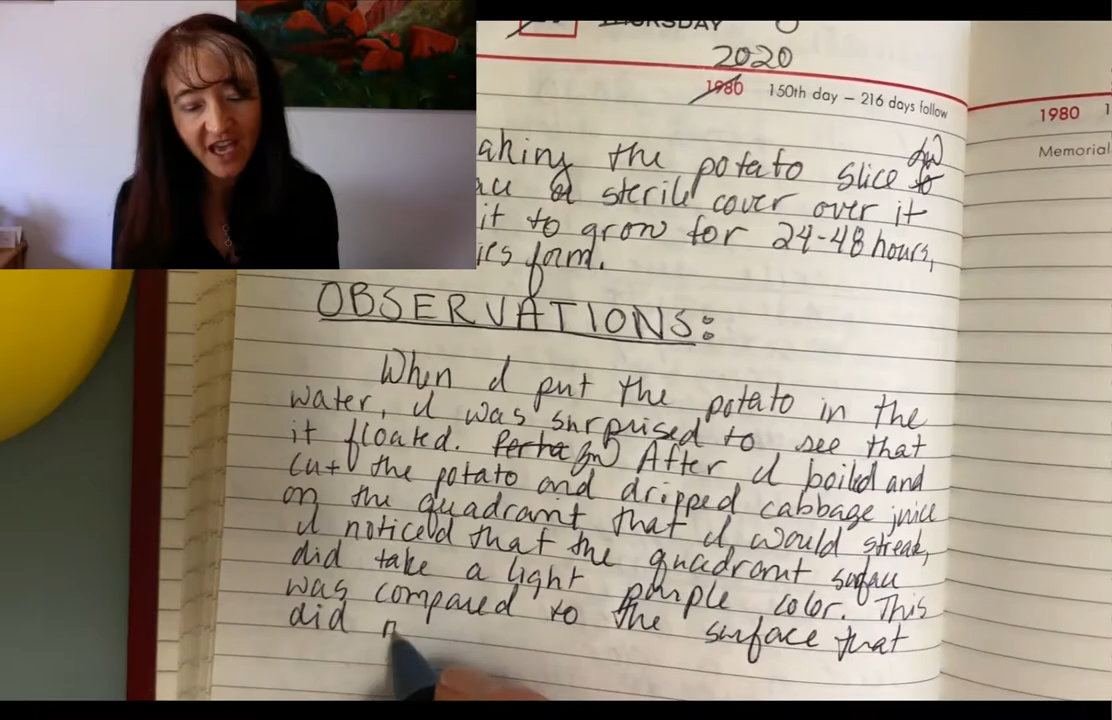 THURSDAY
2020
1980 150th day – 216 days follow
1980
Memorial
aking the potato slice to
a sterile cover over it
it to grow for 24-48 hours,
ies form.
OBSERVATIONS:
When I put the potato in the
water, I was surprised to see that
it floated. Perha After I boiled and
cut the potato and dripped cabbage juice
on the quadrant that I would streak,
I noticed that the quadrant surface
did take a light purple color. This
was compared to the surface that
did n